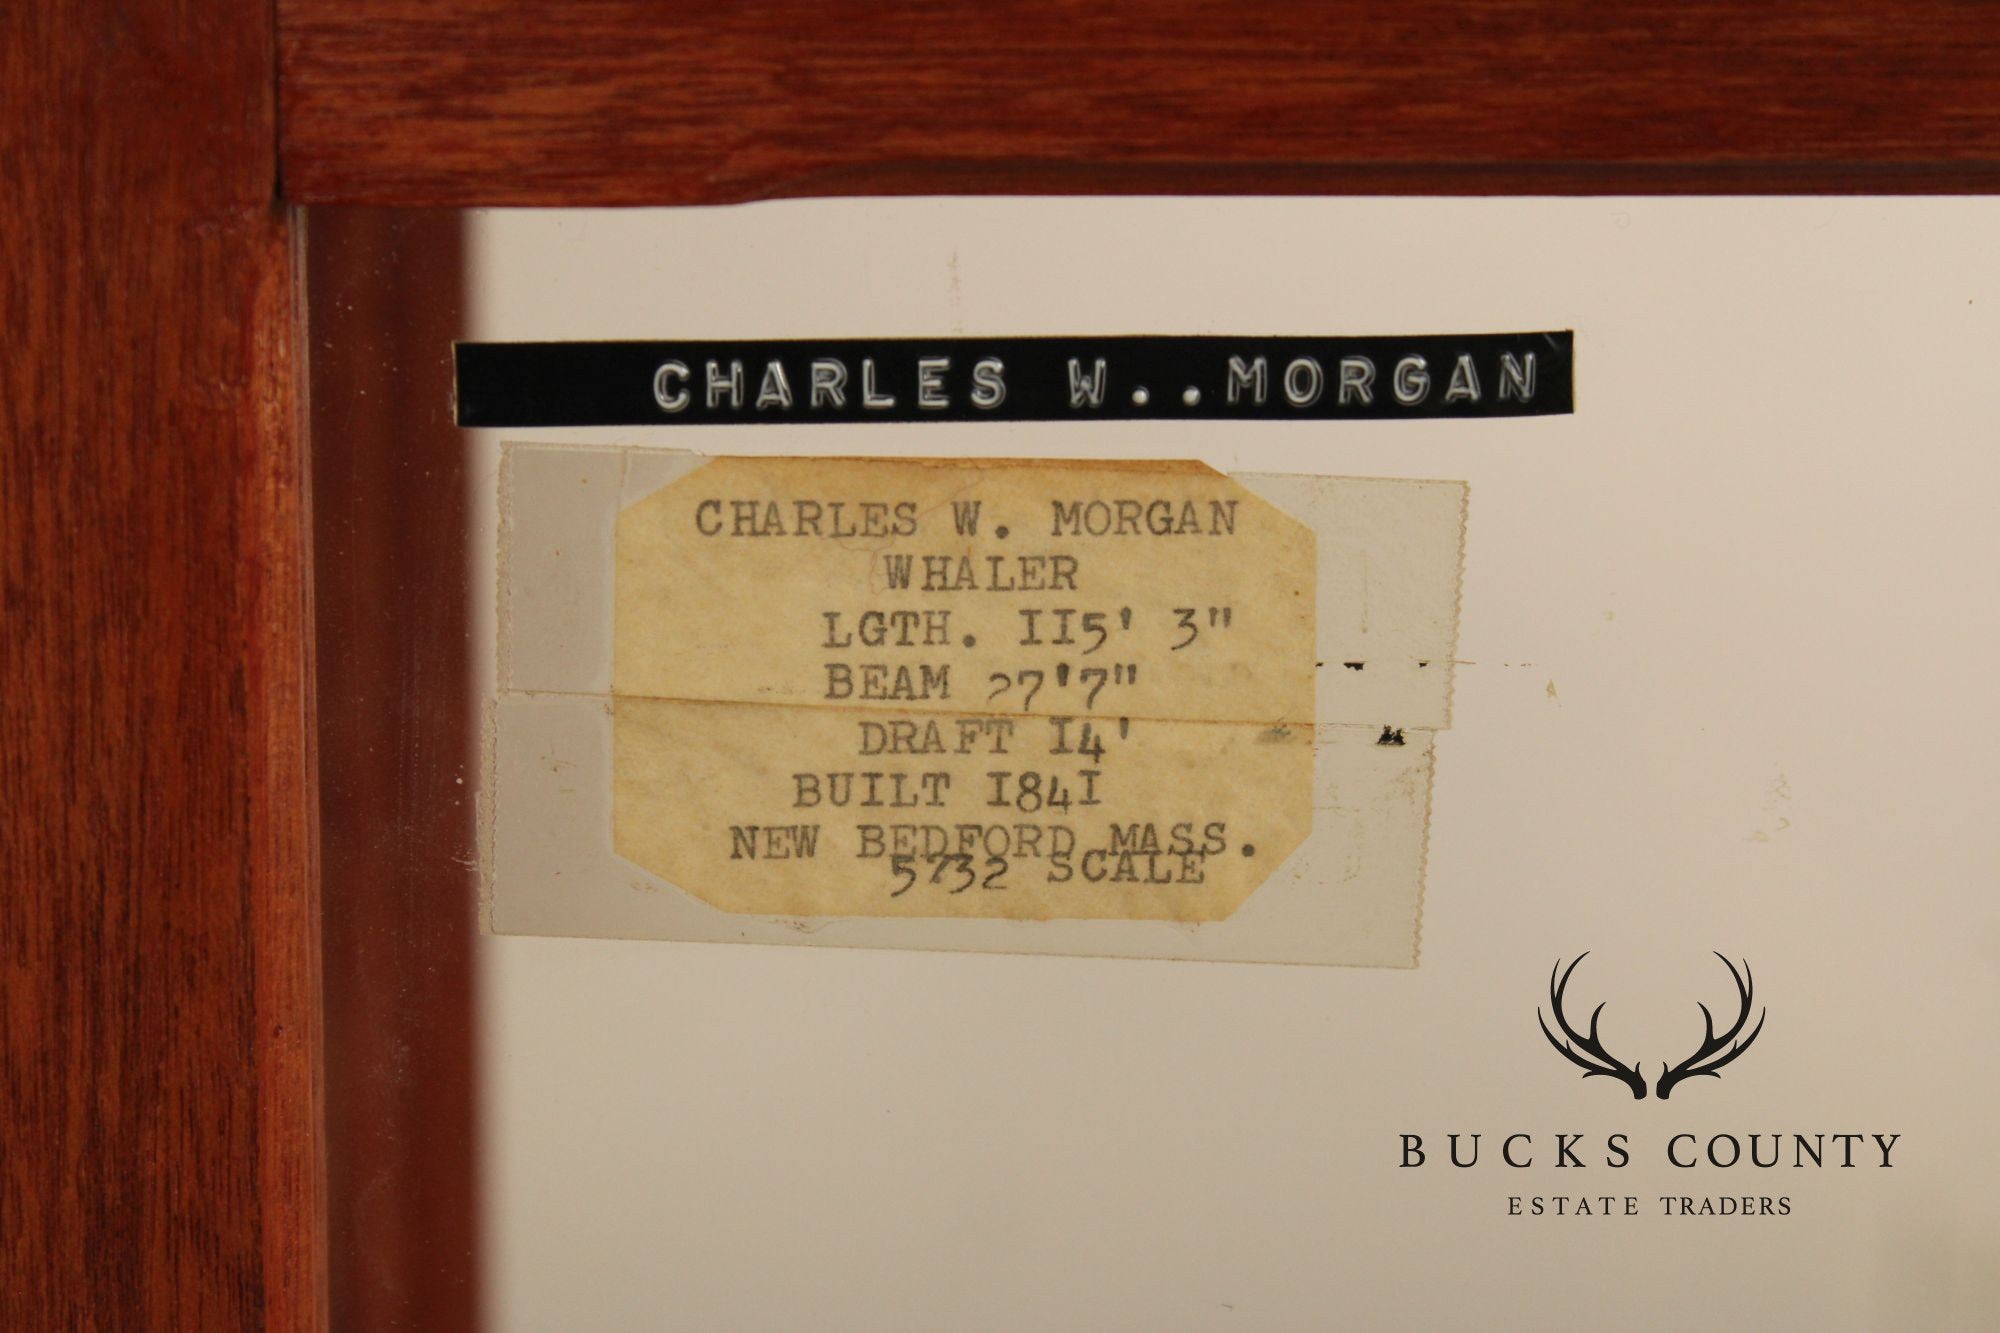 CHARLES W..MORGAN
CHARLES W. MORGAN
WHALER
LGTH. II5' 3"
BEAM 27'7"
DRAFT I4'
BUILT I84I
NEW BEDFORD MASS.
SCALE
BUCKS COUNTY
ESTATE TRADERS